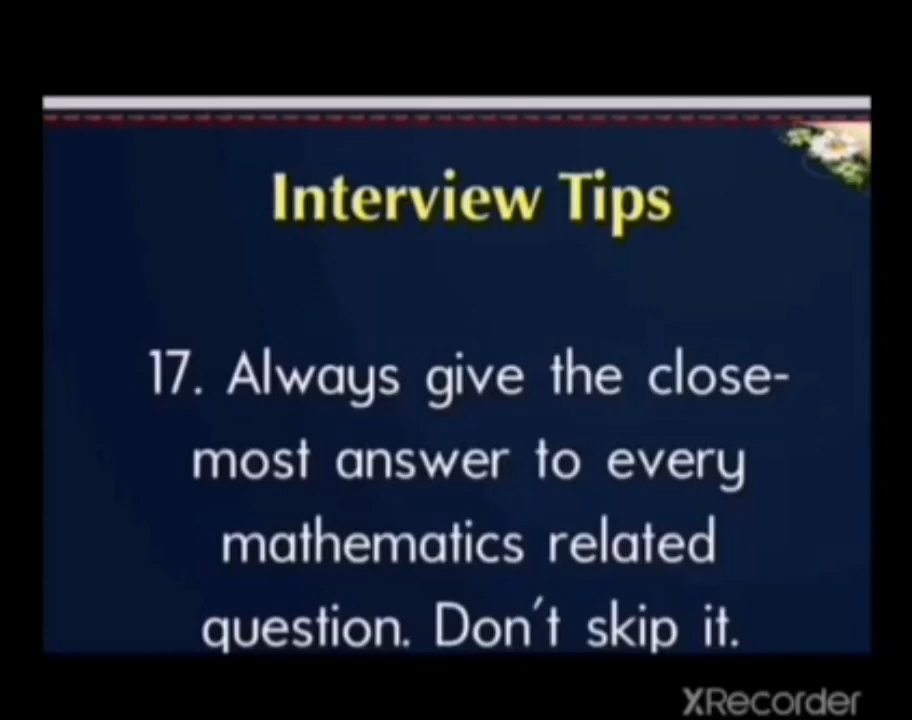 Interview Tips
17. Always give the close-
most answer to every
mathematics related
question. Don't skip it.
XRecorder